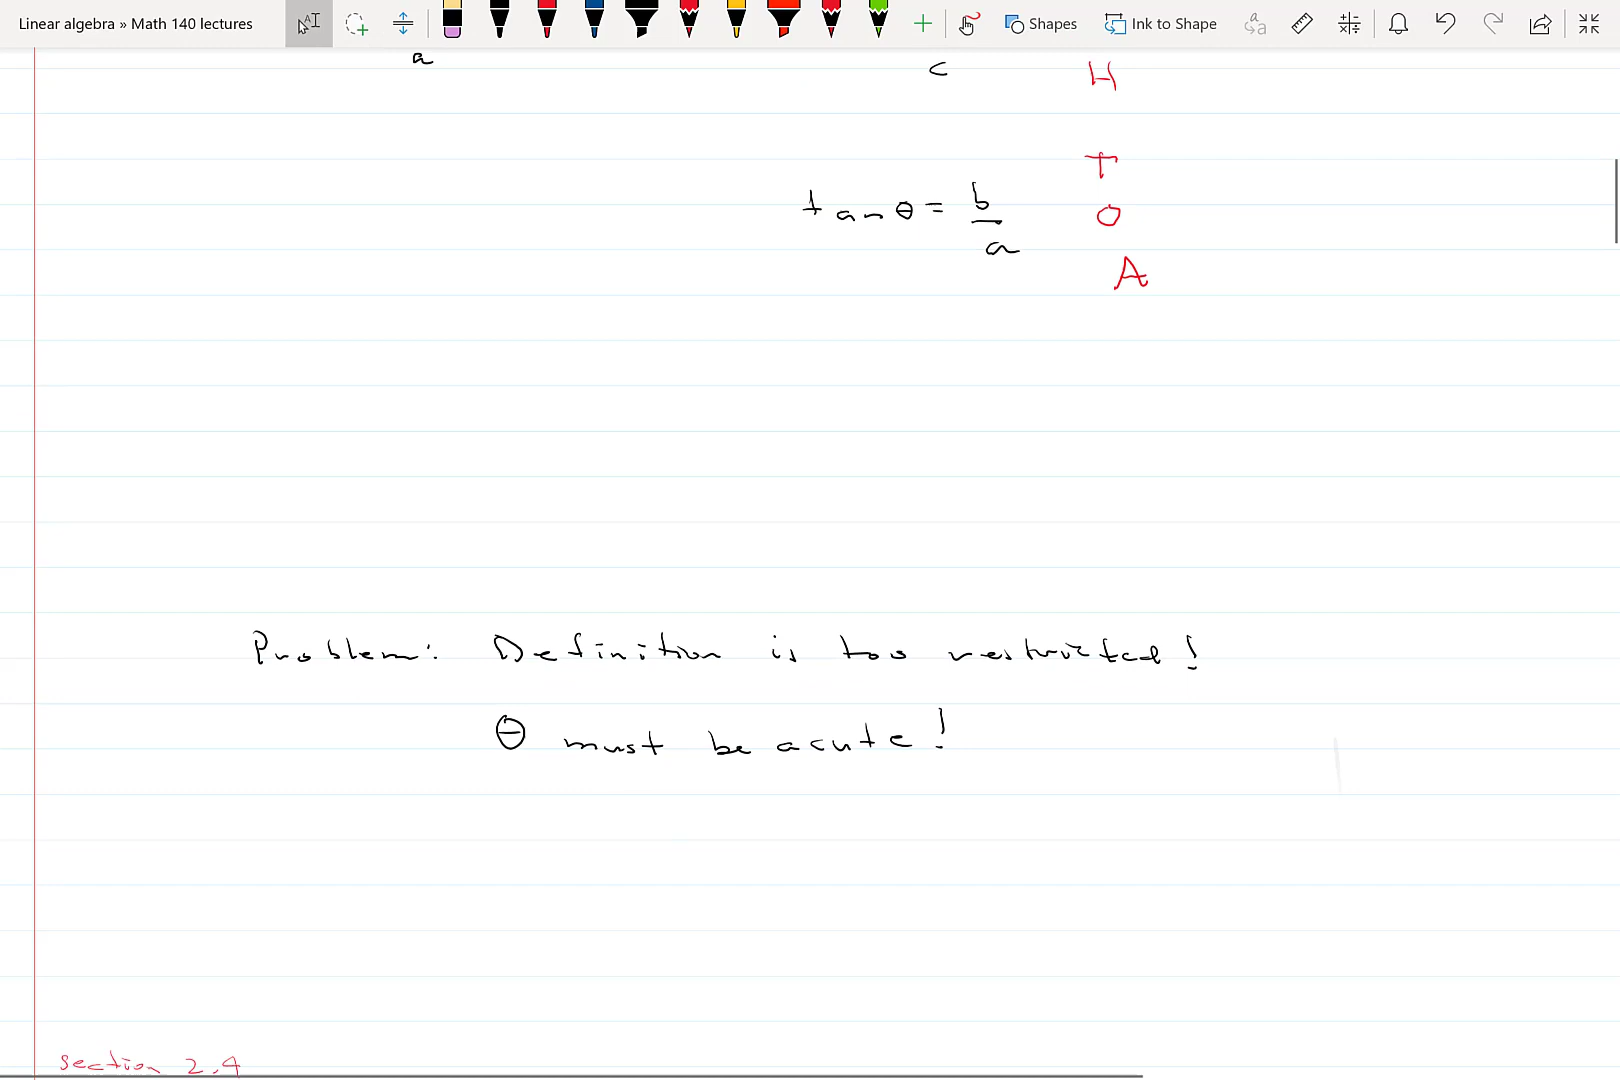 Linear algebra » Math 140 lectures
Shapes
Ink to Shape
a
c
H
T
tan θ = b/a
O
A
Problem: Definition is too restricted!
θ must be acute!
section 2.4